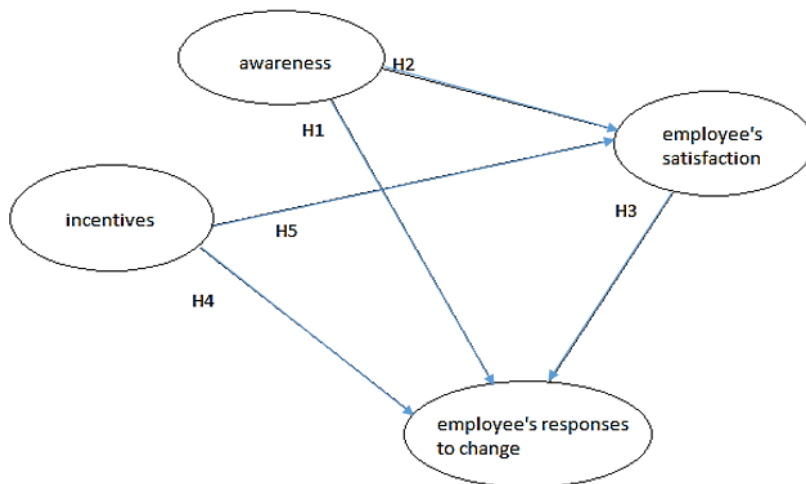 awareness
H2
H1
employee's
satisfaction
incentives
H5
H3
H4
employee's responses
to change